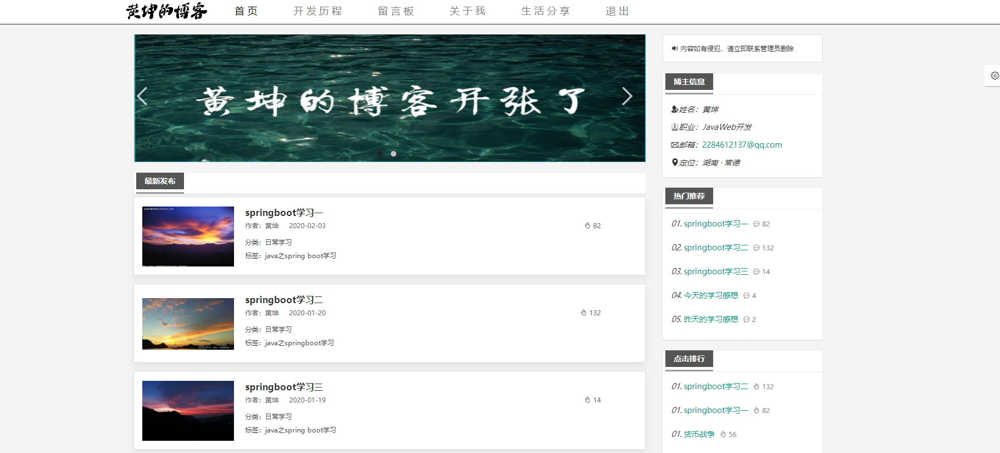 黄坤的博客
首页 开发历程 留言板 关于我 生活分享 退出
黄坤的博客开张了
最新发布
springboot学习一
作者：黄坤 2020-02-03 82
分类：日常学习
标签：java之spring boot学习
springboot学习二
作者：黄坤 2020-01-20 132
分类：日常学习
标签：java之springboot学习
springboot学习三
作者：黄坤 2020-01-19 14
分类：日常学习
标签：java之spring boot学习
内容如有侵犯，请立即联系管理员删除
博主信息
姓名：黄坤
职业：JavaWeb开发
邮箱：2284612137@qq.com
定位：湖南 · 常德
热门推荐
01. springboot学习一 82
02. springboot学习二 132
03. springboot学习三 14
04. 今天的学习感想 4
05. 昨天的学习感想 2
点击排行
01. springboot学习二 132
01. springboot学习一 82
01. 货币战争 56